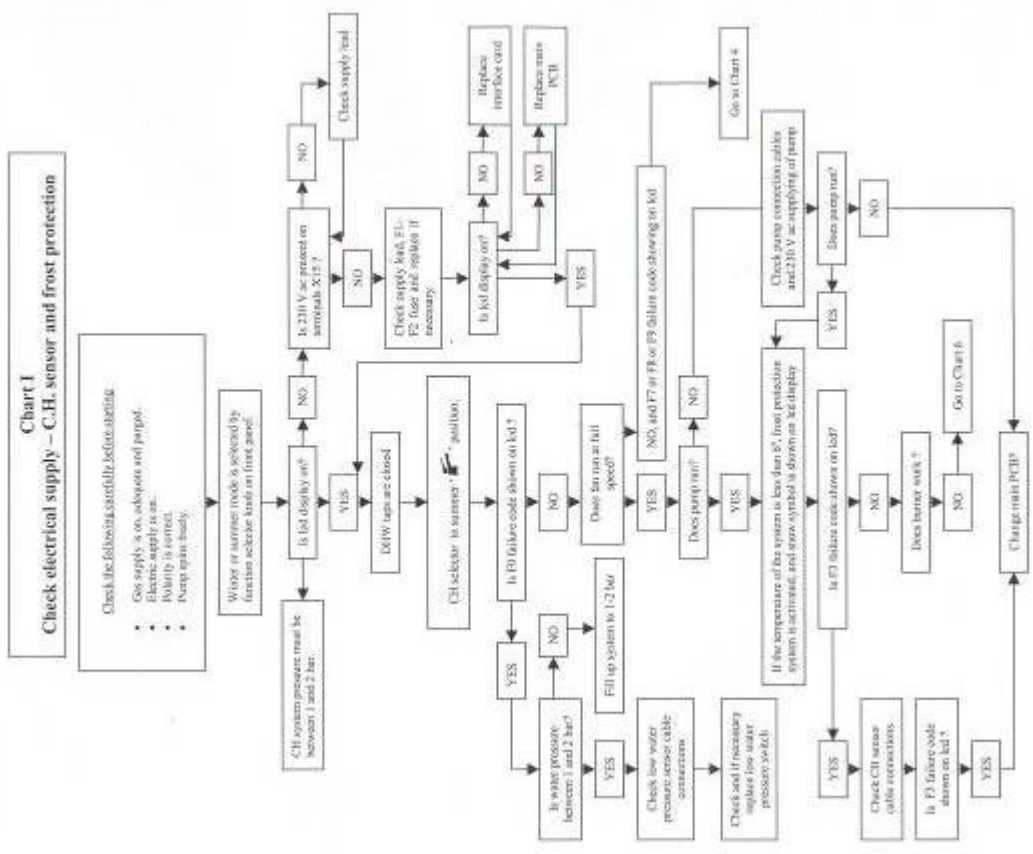 Chart 1
Check electrical supply – C.H. sensor and frost protection
Check the following carefully before starting:
• Gas supply is on, adequate and purged.
• Electric supply is on.
• Polarity is correct.
• Pump spins freely.
Winter or summer mode is selected by
function selector knob on front panel.
CH system pressure must be
between 1 and 2 bar.
Is lcd display on?
NO
Is 230 V ac present on
terminals X15 ?
NO
Check supply lead
YES
NO
DHW taps are closed
Check supply lead, F1-
F2 fuse and replace if
necessary.
CH selector in summer ' ' position.
Is lcd display on?
NO
Replace
interface card
NO
Replace main
PCB
YES
Is F0 failure code shown on lcd ?
YES
NO
Is water pressure
between 1 and 2 bar?
NO
Fill up system to 1-2 bar
YES
Check low water
pressure sensor cable
connections
Check and if necessary
replace low water
pressure switch
Does fan run at full
speed?
NO, and F7 or F8 or F9 failure code showing on lcd
Go to Chart 4
YES
Does pump run?
NO
Check pump connection cables
and 230 V ac supplying of pump
YES
Does pump run?
YES
NO
If the temperature of the system is less than 6°, frost protection
system is activated, and snow symbol is shown on lcd display
Is F3 failure code shown on lcd?
YES
NO
Check CH sensor
cable connections
Does burner work ?
Is F3 failure code
shown on lcd ?
NO
Go to Chart 6
YES
Change main PCB?